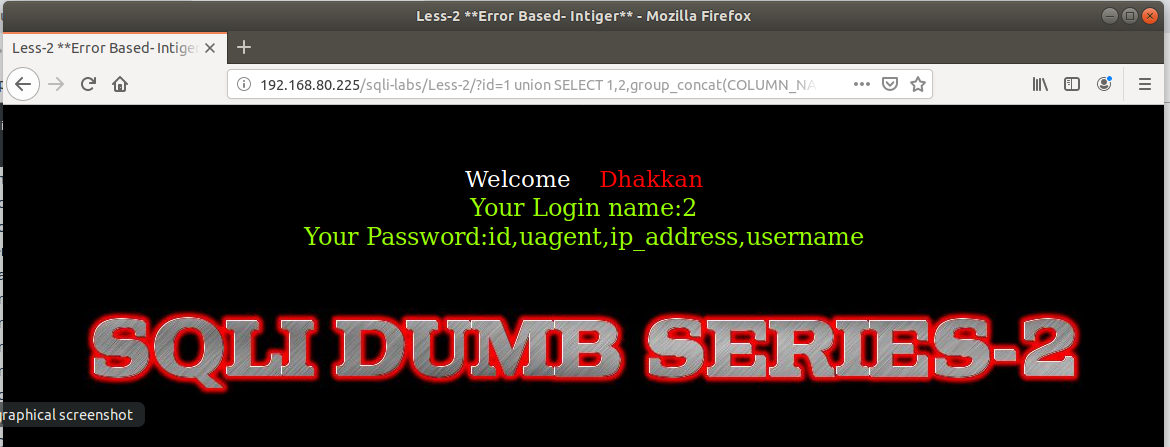 Less-2 **Error Based- Intiger** - Mozilla Firefox
Less-2 **Error Based- Intiger
192.168.80.225/sqli-labs/Less-2/?id=1 union SELECT 1,2,group_concat(COLUMN_NA
Welcome Dhakkan
Your Login name:2
Your Password:id,uagent,ip_address,username
SQLI DUMB SERIES-2
graphical screenshot